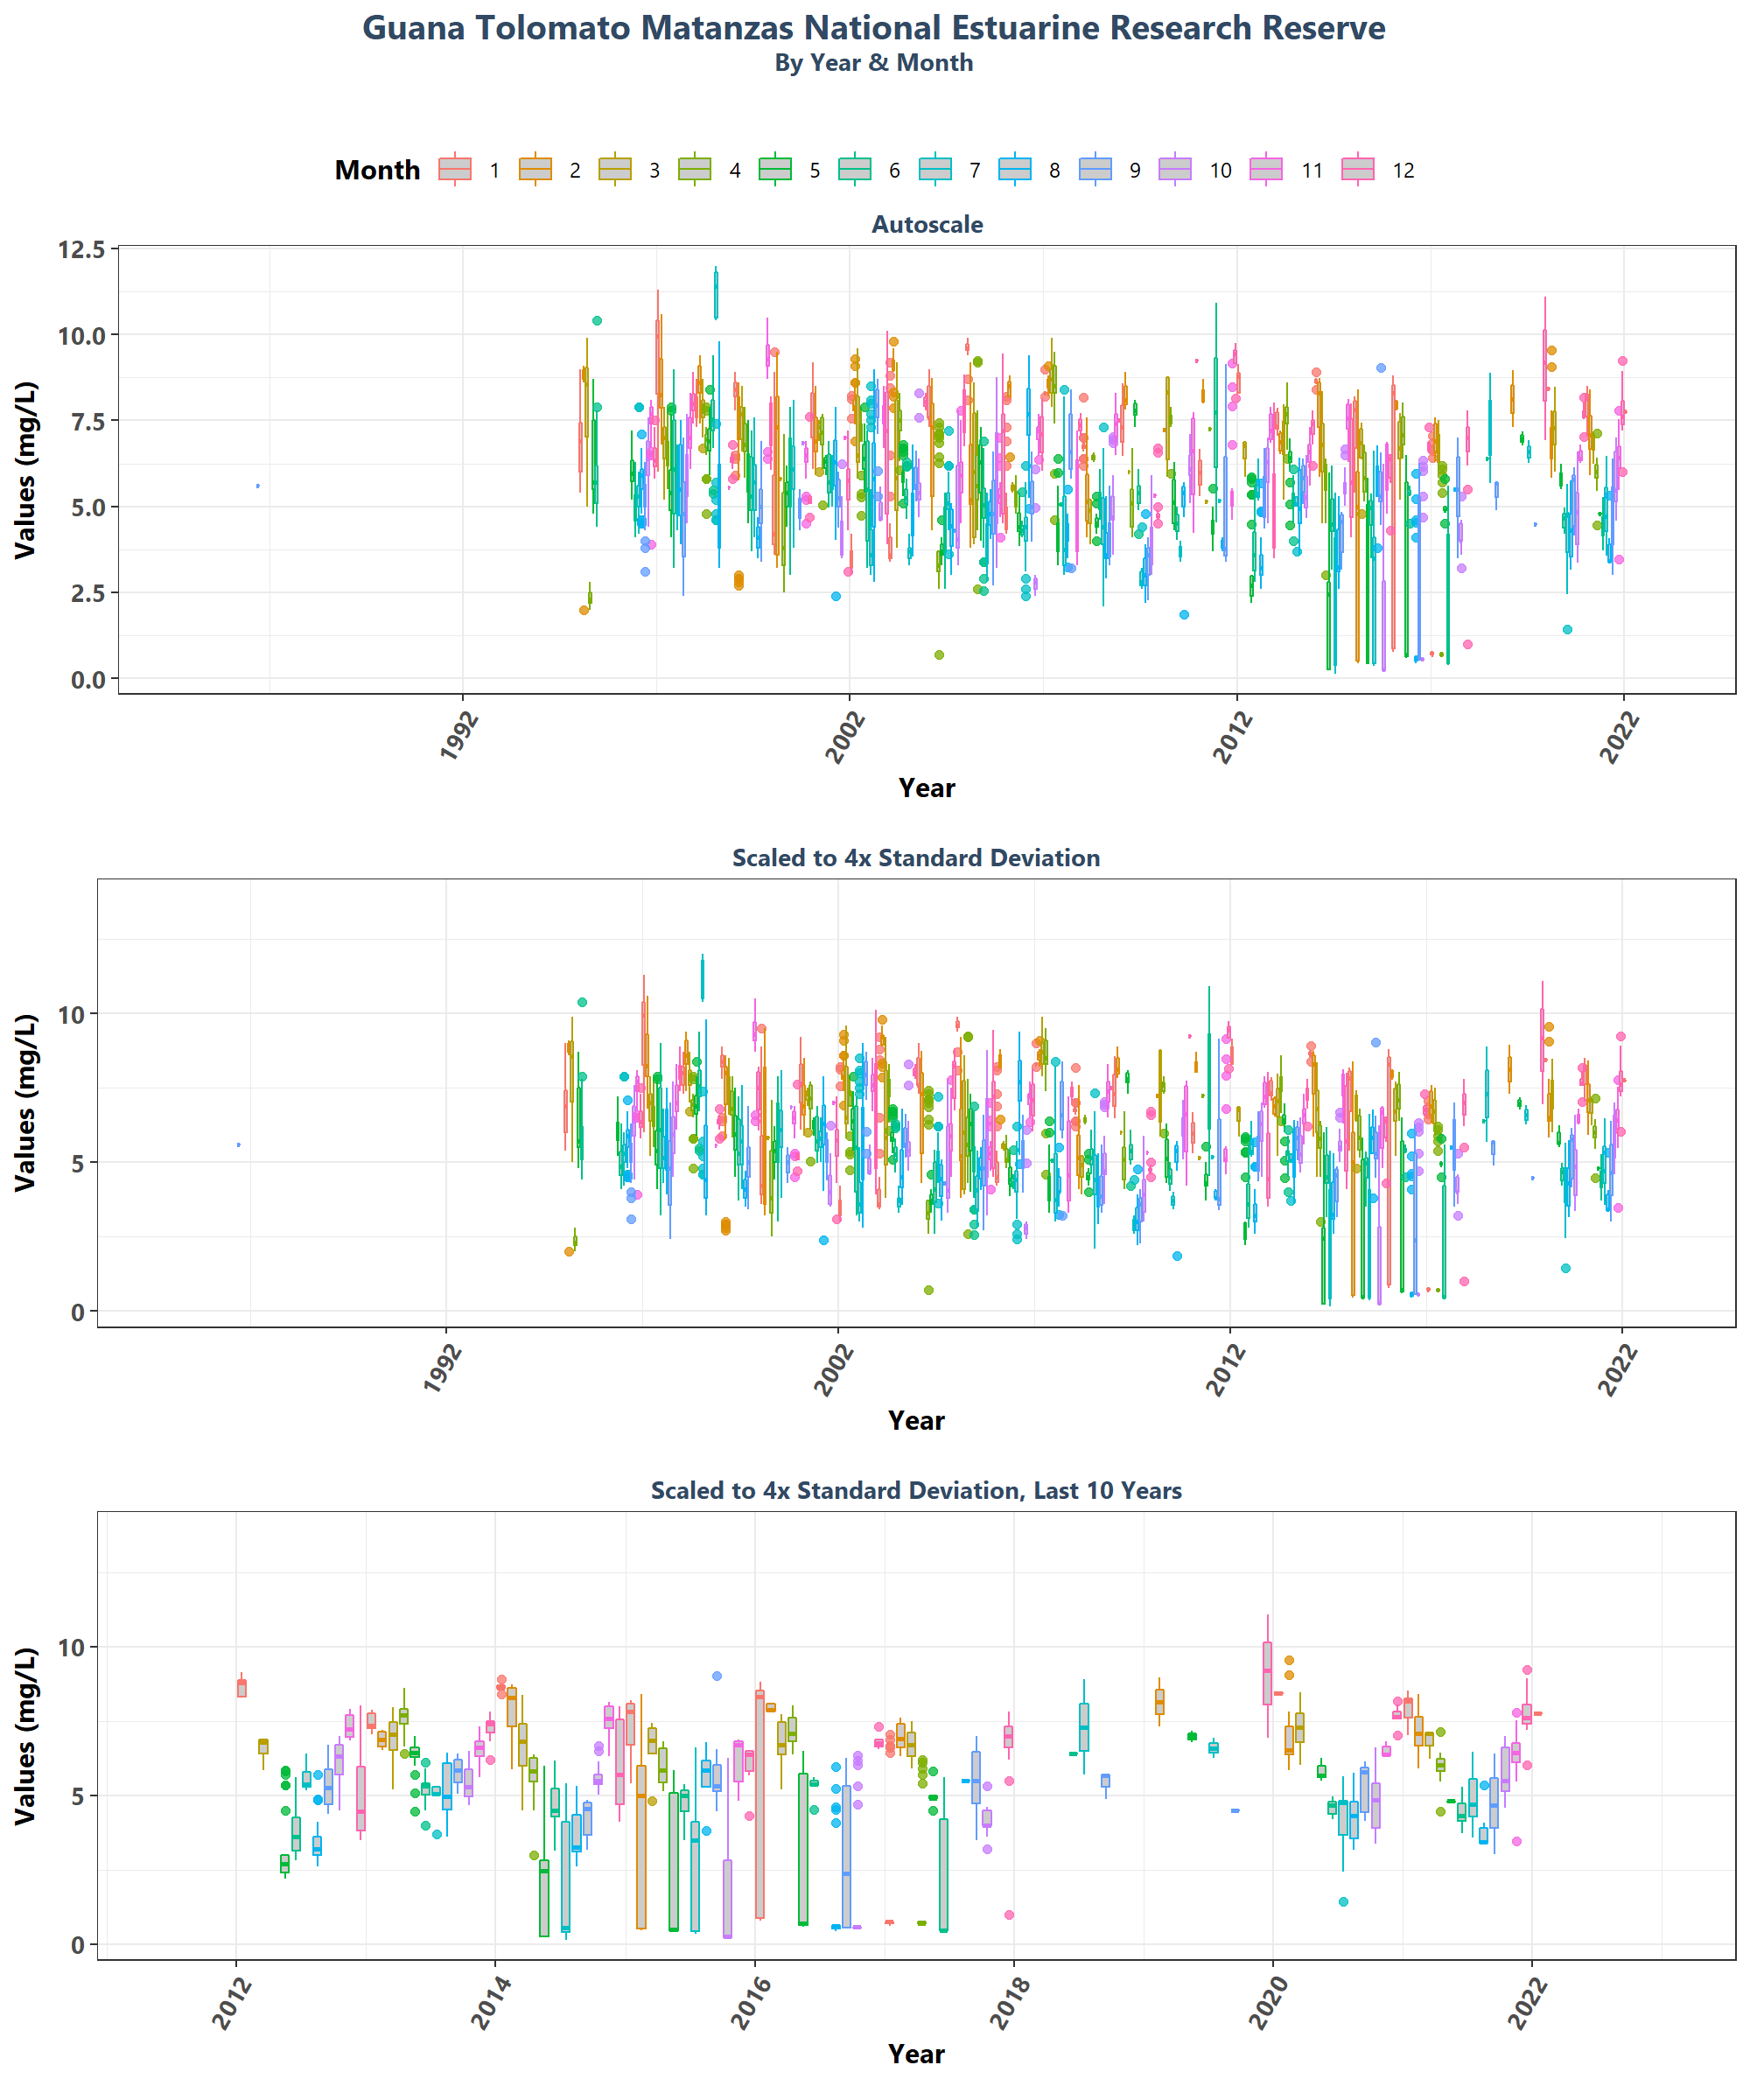 Guana Tolomato Matanzas National Estuarine Research Reserve
By Year & Month
Month 1 2 3 4 5 6 7 8 9 10 11 12
Autoscale
Values (mg/L)
12.5
10.0
7.5
5.0
2.5
0.0
1992 2002 2012 2022
Year
Scaled to 4x Standard Deviation
Values (mg/L)
10
5
0
1992 2002 2012 2022
Year
Scaled to 4x Standard Deviation, Last 10 Years
Values (mg/L)
10
5
0
2012 2014 2016 2018 2020 2022
Year